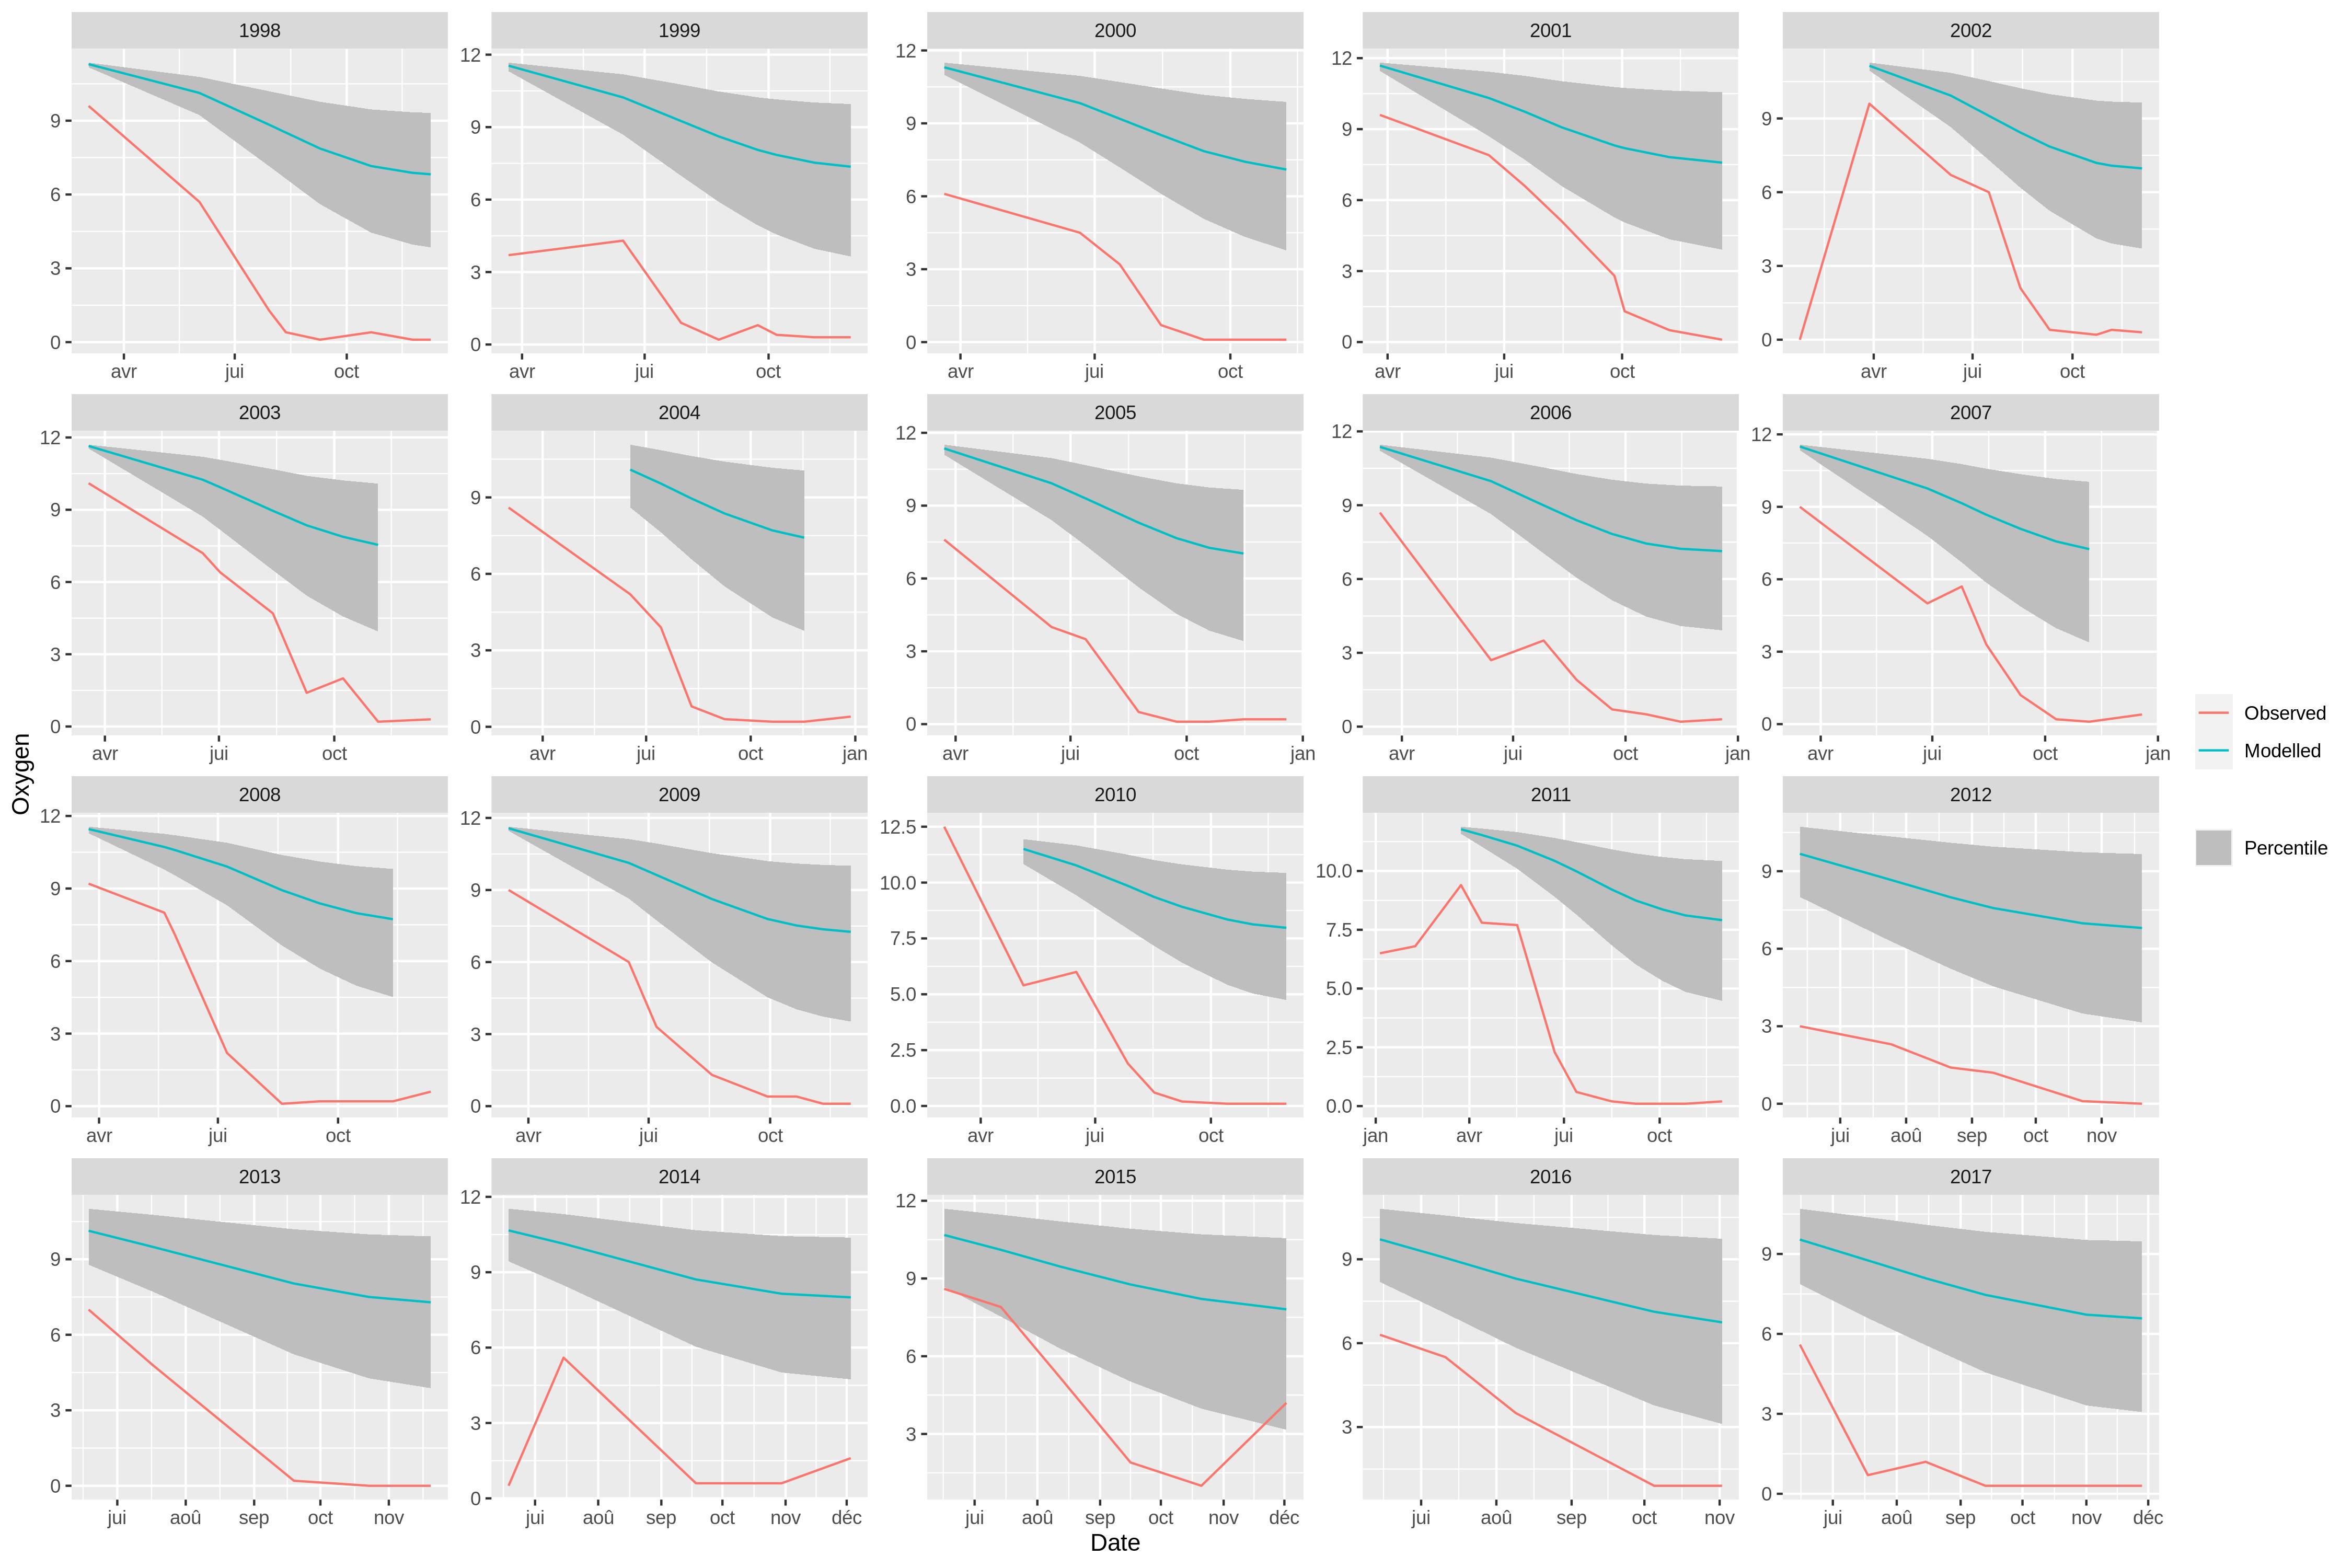 1998 1999 2000 2001 2002
12 12 12
9 9 9 9 9
6 6 6 6 6
3 3 3 3 3
0 0 0 0 0
avr jui oct avr jui oct avr jui oct avr jui oct avr jui oct
2003 2004 2005 2006 2007
12 12 12 12
9 9 9 9 9
6 6 6 6 6
3 3 3 3 3
0 0 0 0 0
avr jui oct avr jui oct jan avr jui oct jan avr jui oct jan avr jui oct jan
Observed
Modelled
Percentile
Oxygen
2008 2009 2010 2011 2012
12 12 12.5
9 9 10.0 10.0 9
6 6 7.5 7.5 6
3 3 5.0 5.0 3
0 0 2.5 2.5 0
0.0 0.0
avr jui oct avr jui oct avr jui oct jan avr jui oct jui aoû sep oct nov
2013 2014 2015 2016 2017
12 12
9 9 9 9 9
6 6 6 6 6
3 3 3 3 3
0 0 0
jui aoû sep oct nov jui aoû sep oct nov déc jui aoû sep oct nov déc jui aoû sep oct nov jui aoû sep oct nov déc
Date